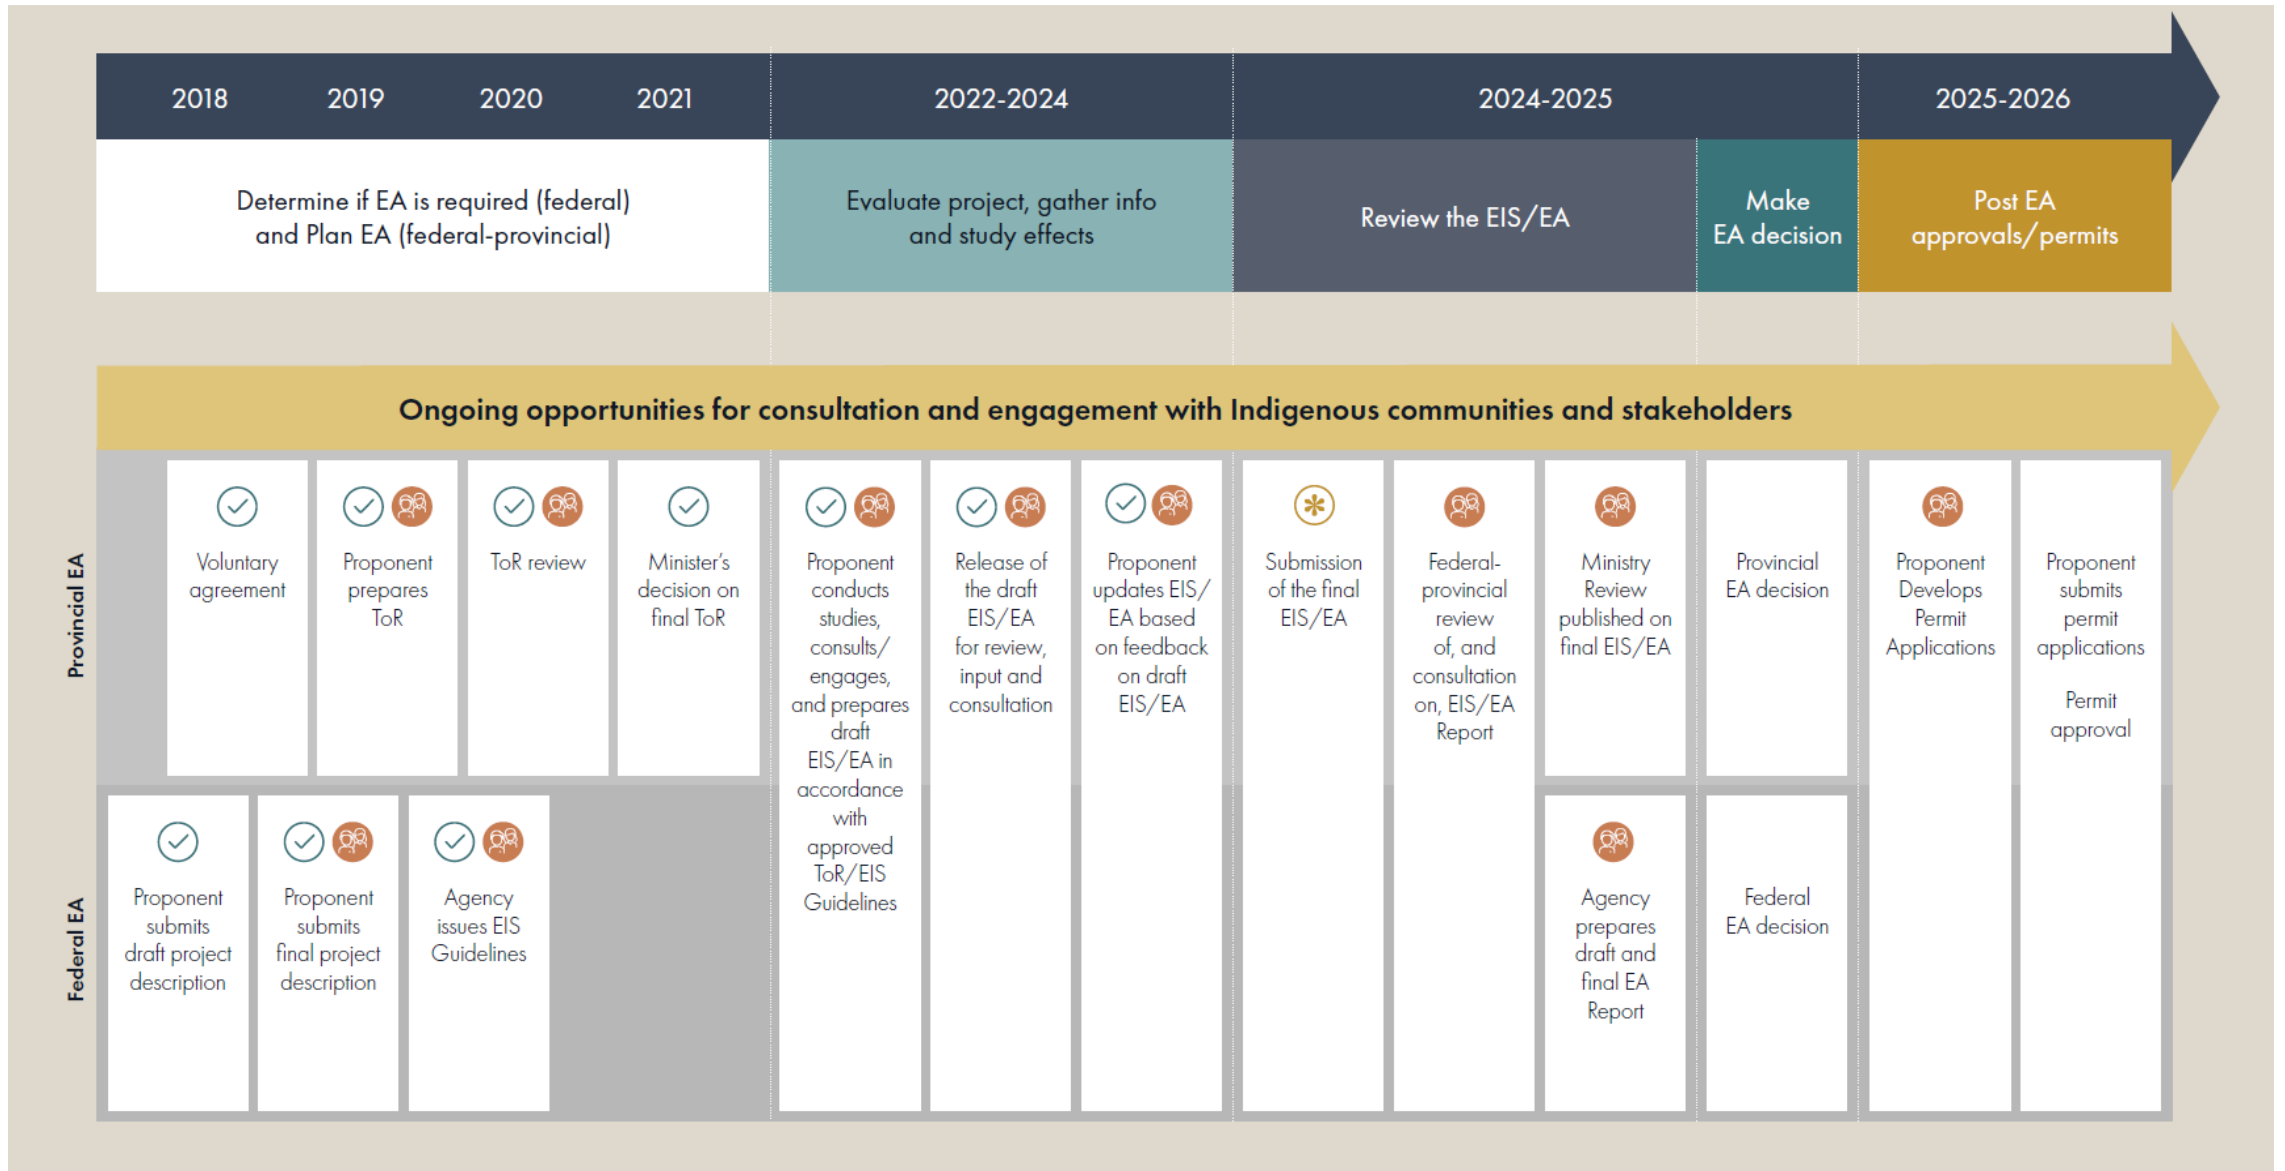 2018
2019
2020
2021
2022-2024
2024-2025
2025-2026
Determine if EA is required (federal)
and Plan EA (federal-provincial)
Evaluate project, gather info
and study effects
Review the EIS/EA
Make
EA decision
Post EA
approvals/permits
Ongoing opportunities for consultation and engagement with Indigenous communities and stakeholders
Provincial EA
Voluntary
agreement
Proponent
prepares
ToR
ToR review
Minister's
decision on
final ToR
Proponent
conducts
studies,
consults/
engages,
and prepares
draft
EIS/EA in
accordance
with
approved
ToR/EIS
Guidelines
Release of
the draft
EIS/EA
for review,
input and
consultation
Proponent
updates EIS/
EA based
on feedback
on draft
EIS/EA
Submission
of the final
EIS/EA
Federal-
provincial
review
of, and
consultation
on, EIS/EA
Report
Ministry
Review
published on
final EIS/EA
Provincial
EA decision
Proponent
Develops
Permit
Applications
Proponent
submits
permit
applications
Permit
approval
Federal EA
Proponent
submits
draft project
description
Proponent
submits
final project
description
Agency
issues EIS
Guidelines
Agency
prepares
draft and
final EA
Report
Federal
EA decision